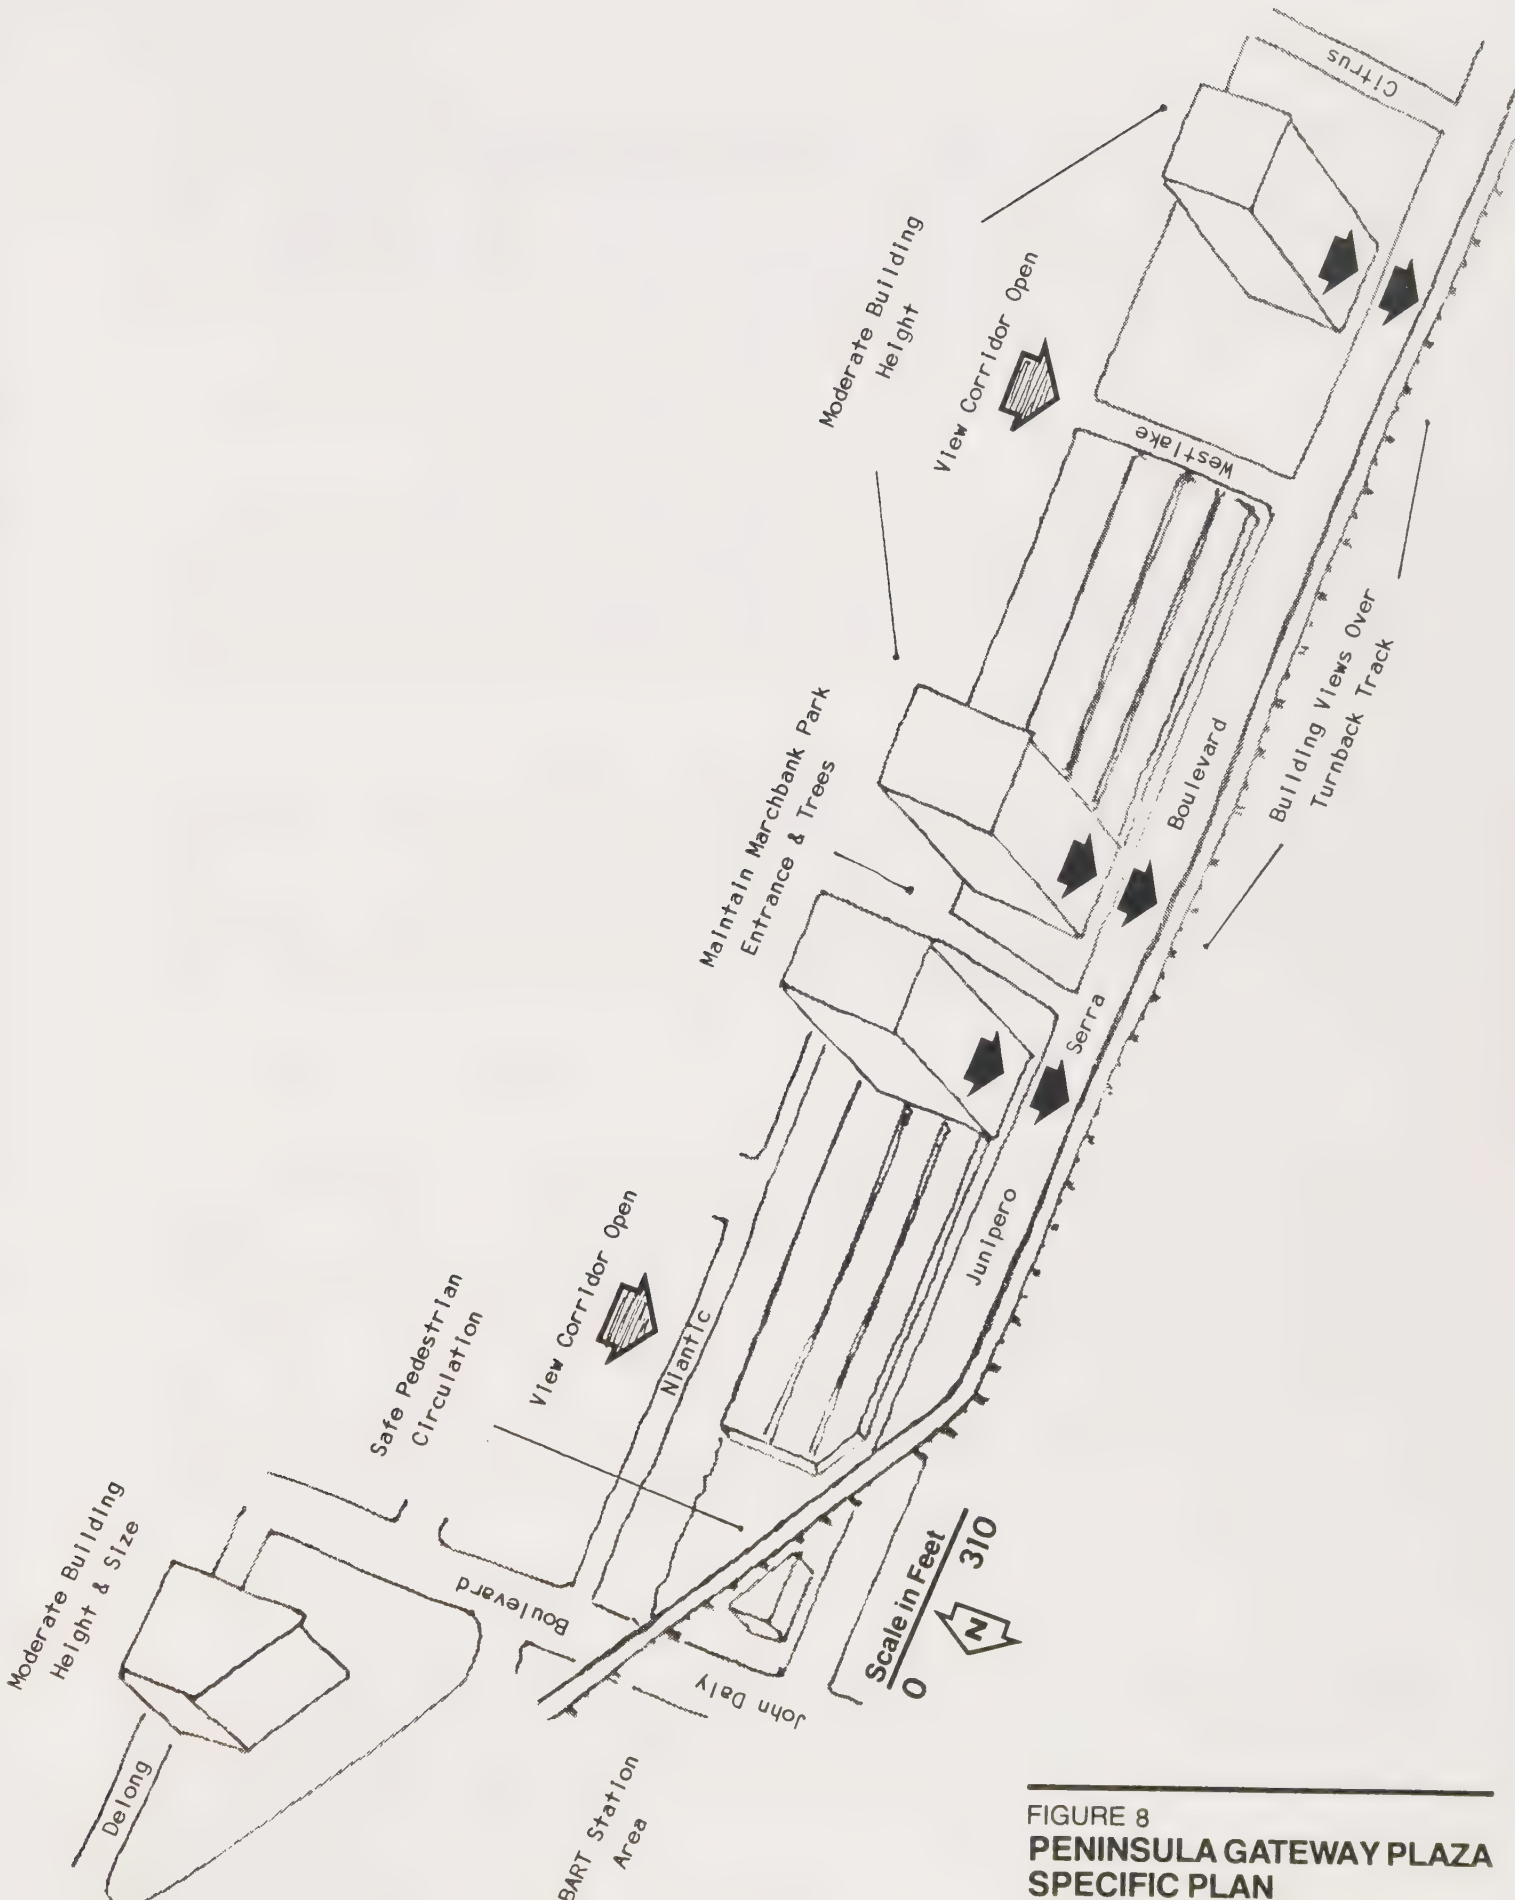 Citrus
Moderate Building
Height
View Corridor Open
Westlake
Building Views Over
Turnback Track
Boulevard
Maintain Marchbank Park
Entrance & Trees
Serra
Junipero
View Corridor Open
Niantic
Safe Pedestrian
Circulation
Moderate Building
Height & Size
Boulevard
John Daly
Delong
BART Station
Area
Scale in Feet
0 310
N
FIGURE 8
PENINSULA GATEWAY PLAZA
SPECIFIC PLAN